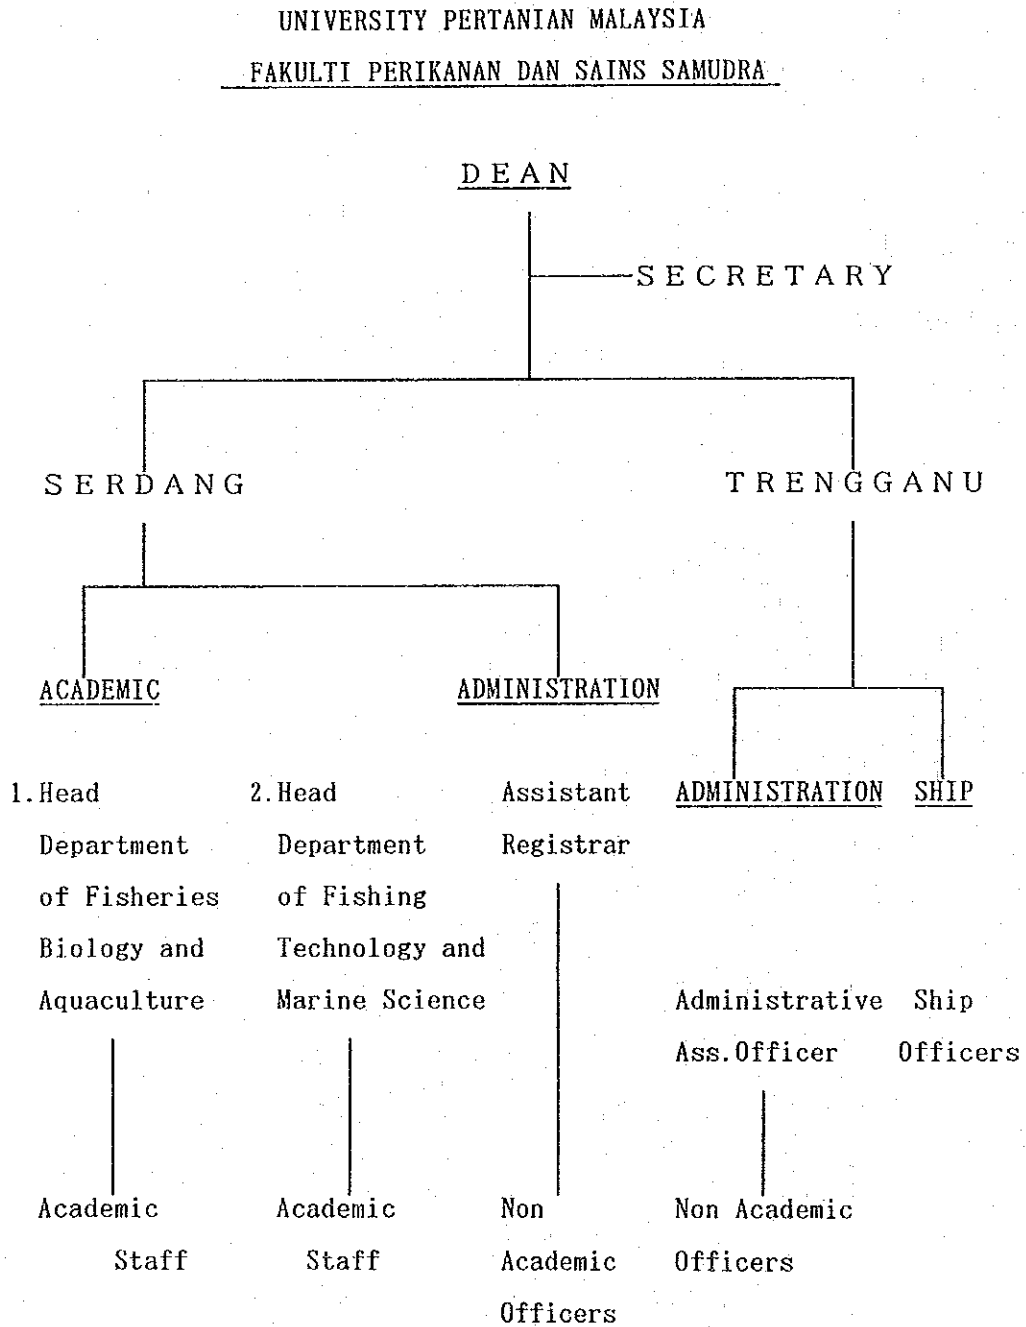 UNIVERSITY PERTANIAN MALAYSIA
FAKULTI PERIKANAN DAN SAINS SAMUDRA
DEAN
SECRETARY
SERDANG
TRENGGANU
ACADEMIC
ADMINISTRATION
1. Head
Department
of Fisheries
Biology and
Aquaculture
2. Head
Department
of Fishing
Technology and
Marine Science
Assistant
Registrar
ADMINISTRATION
SHIP
Administrative
Ass. Officer
Ship
Officers
Academic
Staff
Academic
Staff
Non
Academic
Officers
Non Academic
Officers